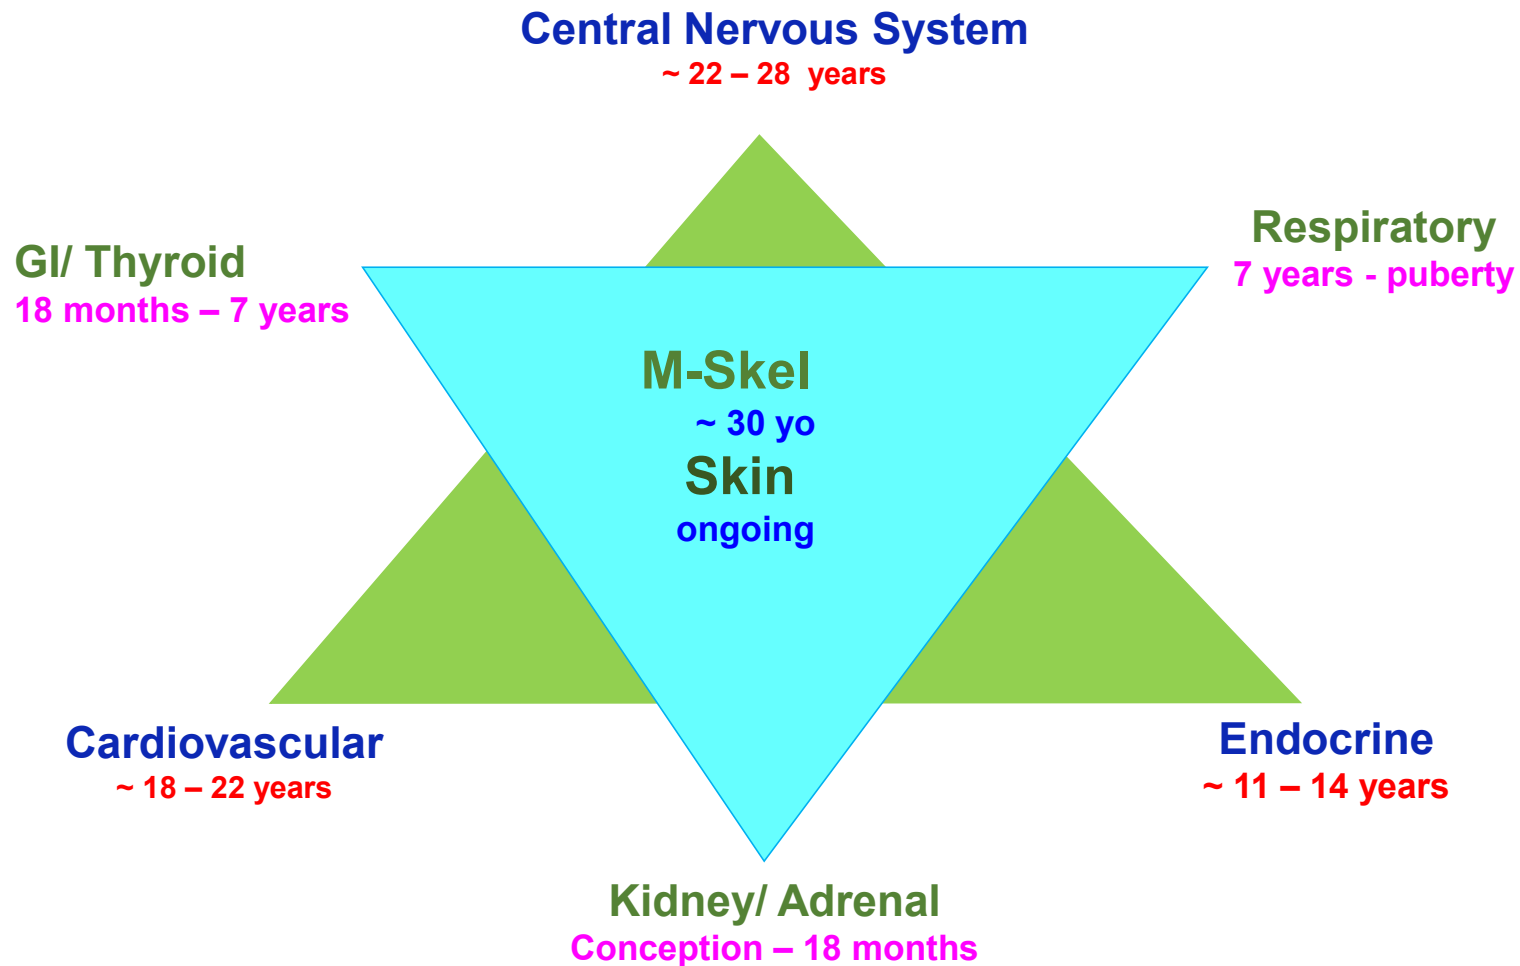 Central Nervous System
~ 22 – 28 years
Respiratory
7 years - puberty
GI/ Thyroid
18 months – 7 years
M-Skel
~ 30 yo
Skin
ongoing
Cardiovascular
~ 18 – 22 years
Endocrine
~ 11 – 14 years
Kidney/ Adrenal
Conception – 18 months